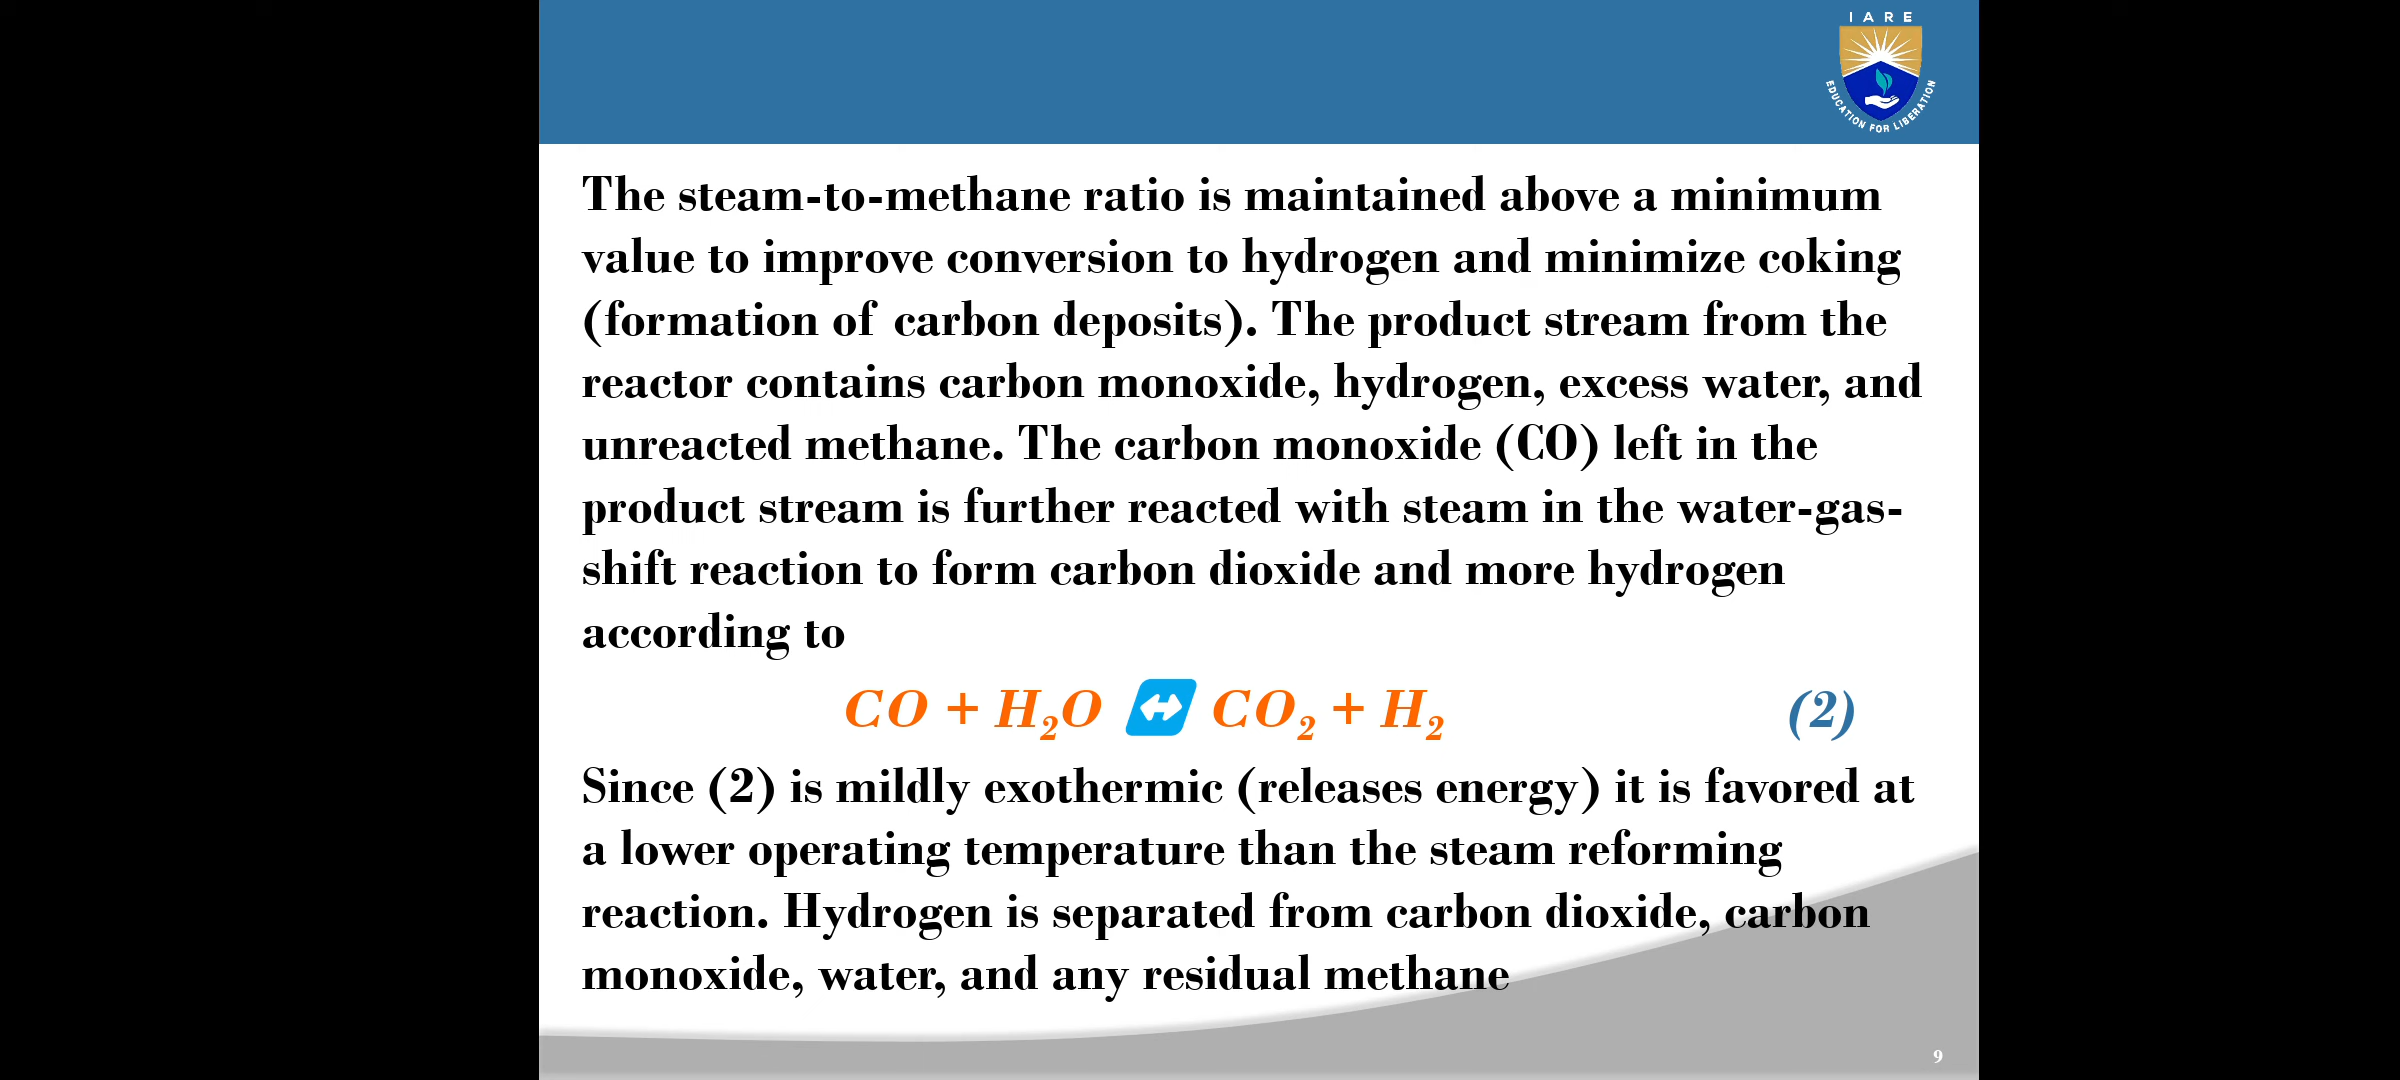 I A R E
EDUCATION FOR LIBERATION
The steam-to-methane ratio is maintained above a minimum
value to improve conversion to hydrogen and minimize coking
(formation of carbon deposits). The product stream from the
reactor contains carbon monoxide, hydrogen, excess water, and
unreacted methane. The carbon monoxide (CO) left in the
product stream is further reacted with steam in the water-gas-
shift reaction to form carbon dioxide and more hydrogen
according to
CO + H₂O ↔ CO₂ + H₂ (2)
Since (2) is mildly exothermic (releases energy) it is favored at
a lower operating temperature than the steam reforming
reaction. Hydrogen is separated from carbon dioxide, carbon
monoxide, water, and any residual methane
9